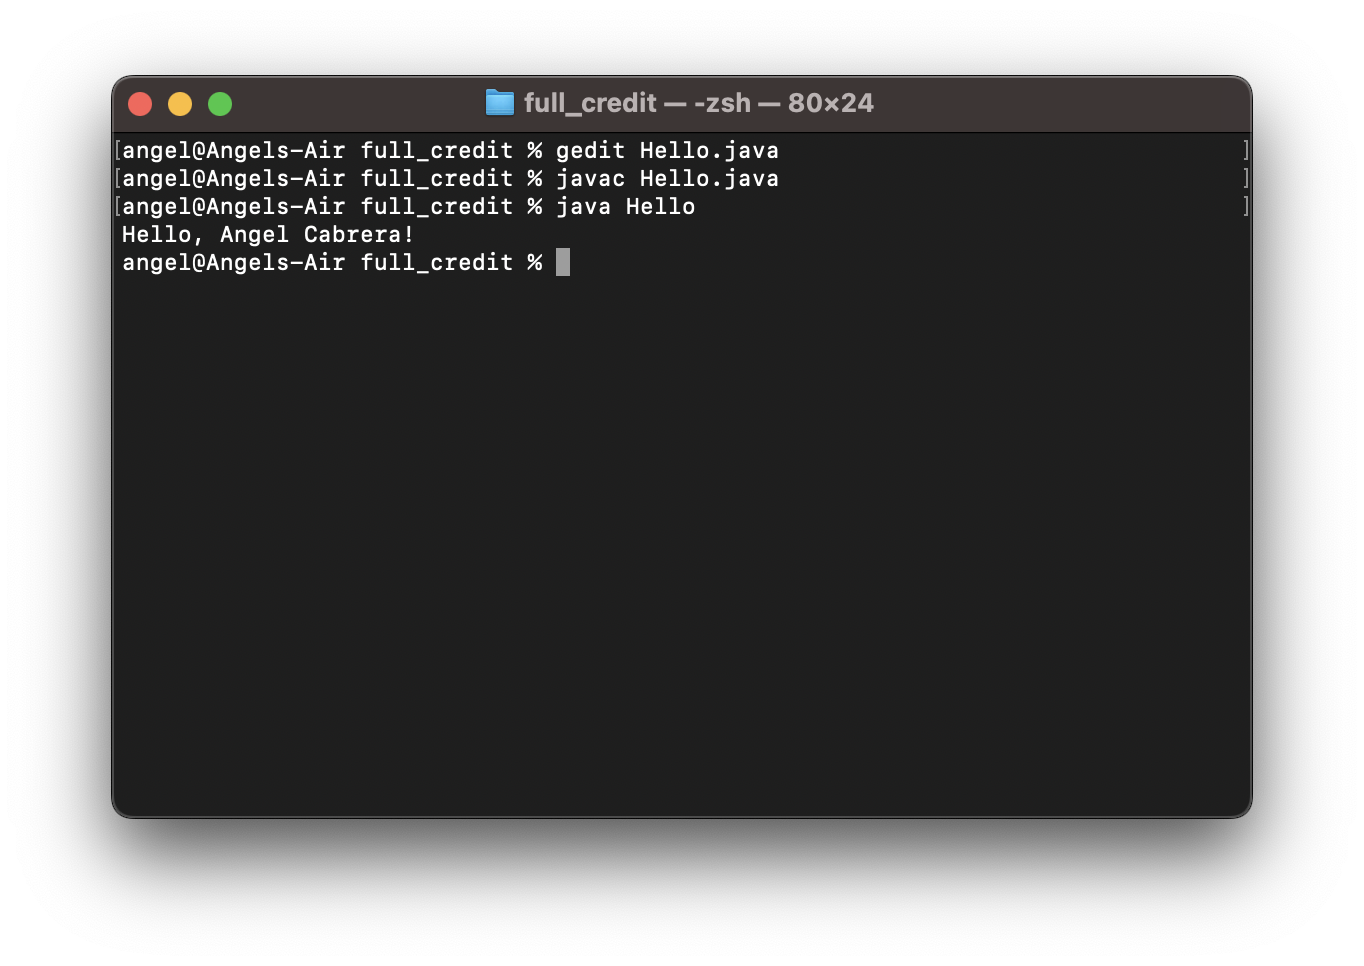 full_credit — -zsh — 80×24
[angel@Angels-Air full_credit % gedit Hello.java ]
[angel@Angels-Air full_credit % javac Hello.java ]
[angel@Angels-Air full_credit % java Hello ]
Hello, Angel Cabrera!
angel@Angels-Air full_credit %